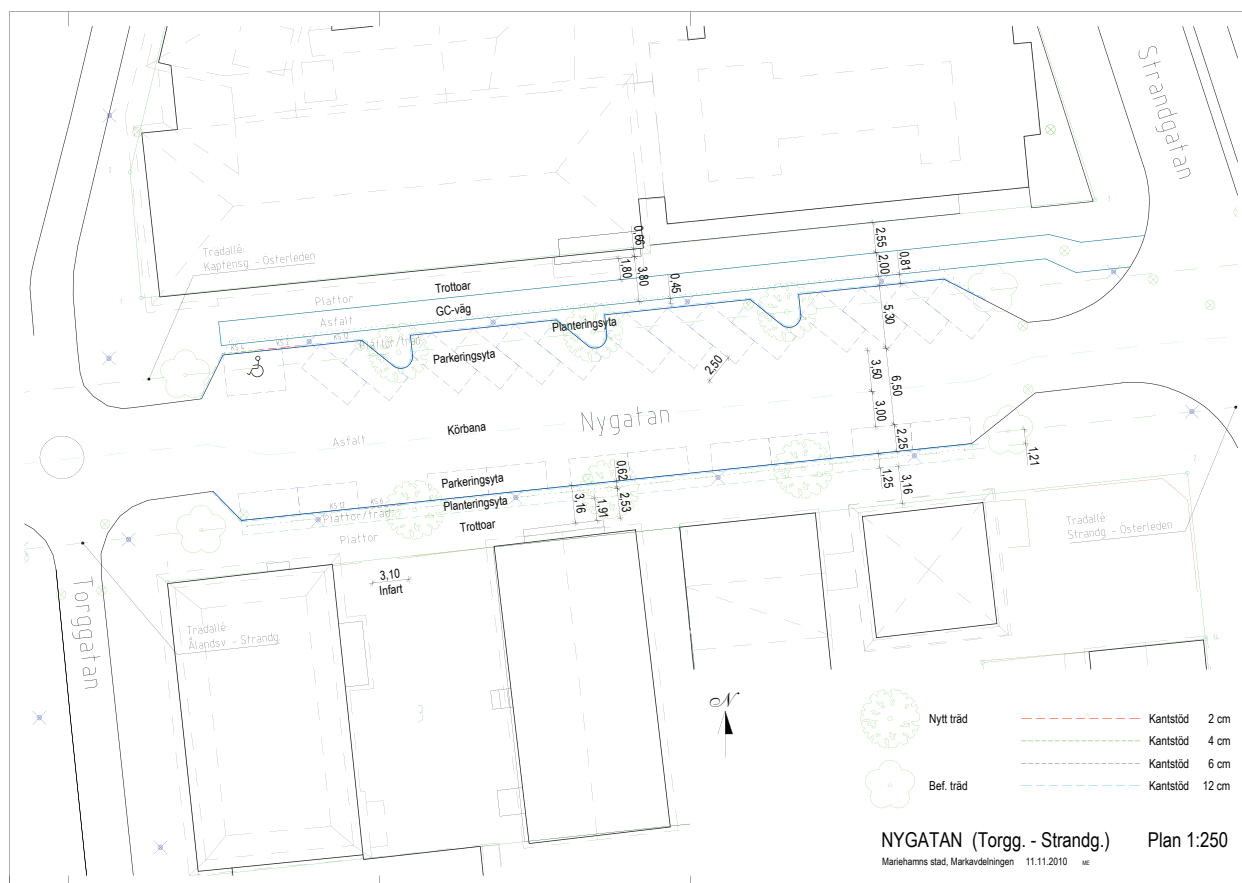 Strandgatan
Tradallé
Kaptensg - Österleden
Plattor
Trottoar
Asfalt
GC-väg
Plattor/träd
Planteringsyta
Parkeringsyta
0,66
1,80
3,80
0,45
2,55
2,00
0,81
5,30
2,50
3,50
6,50
3,00
2,25
1,25
3,16
1,21
Nygatan
Asfalt
Körbana
Parkeringsyta
Planteringsyta
Trottoar
Plattor/träd
Plattor
0,62
3,16
1,91
2,53
3,10
Infart
Tradallé
Strandg - Österleden
Tradallé
Ålandsv. - Strandg
Torggatan
N
Nytt träd
Bef. träd
Kantstöd 2 cm
Kantstöd 4 cm
Kantstöd 6 cm
Kantstöd 12 cm
NYGATAN (Torgg. - Strandg.) Plan 1:250
Mariehamns stad, Markavdelningen 11.11.2010 ME